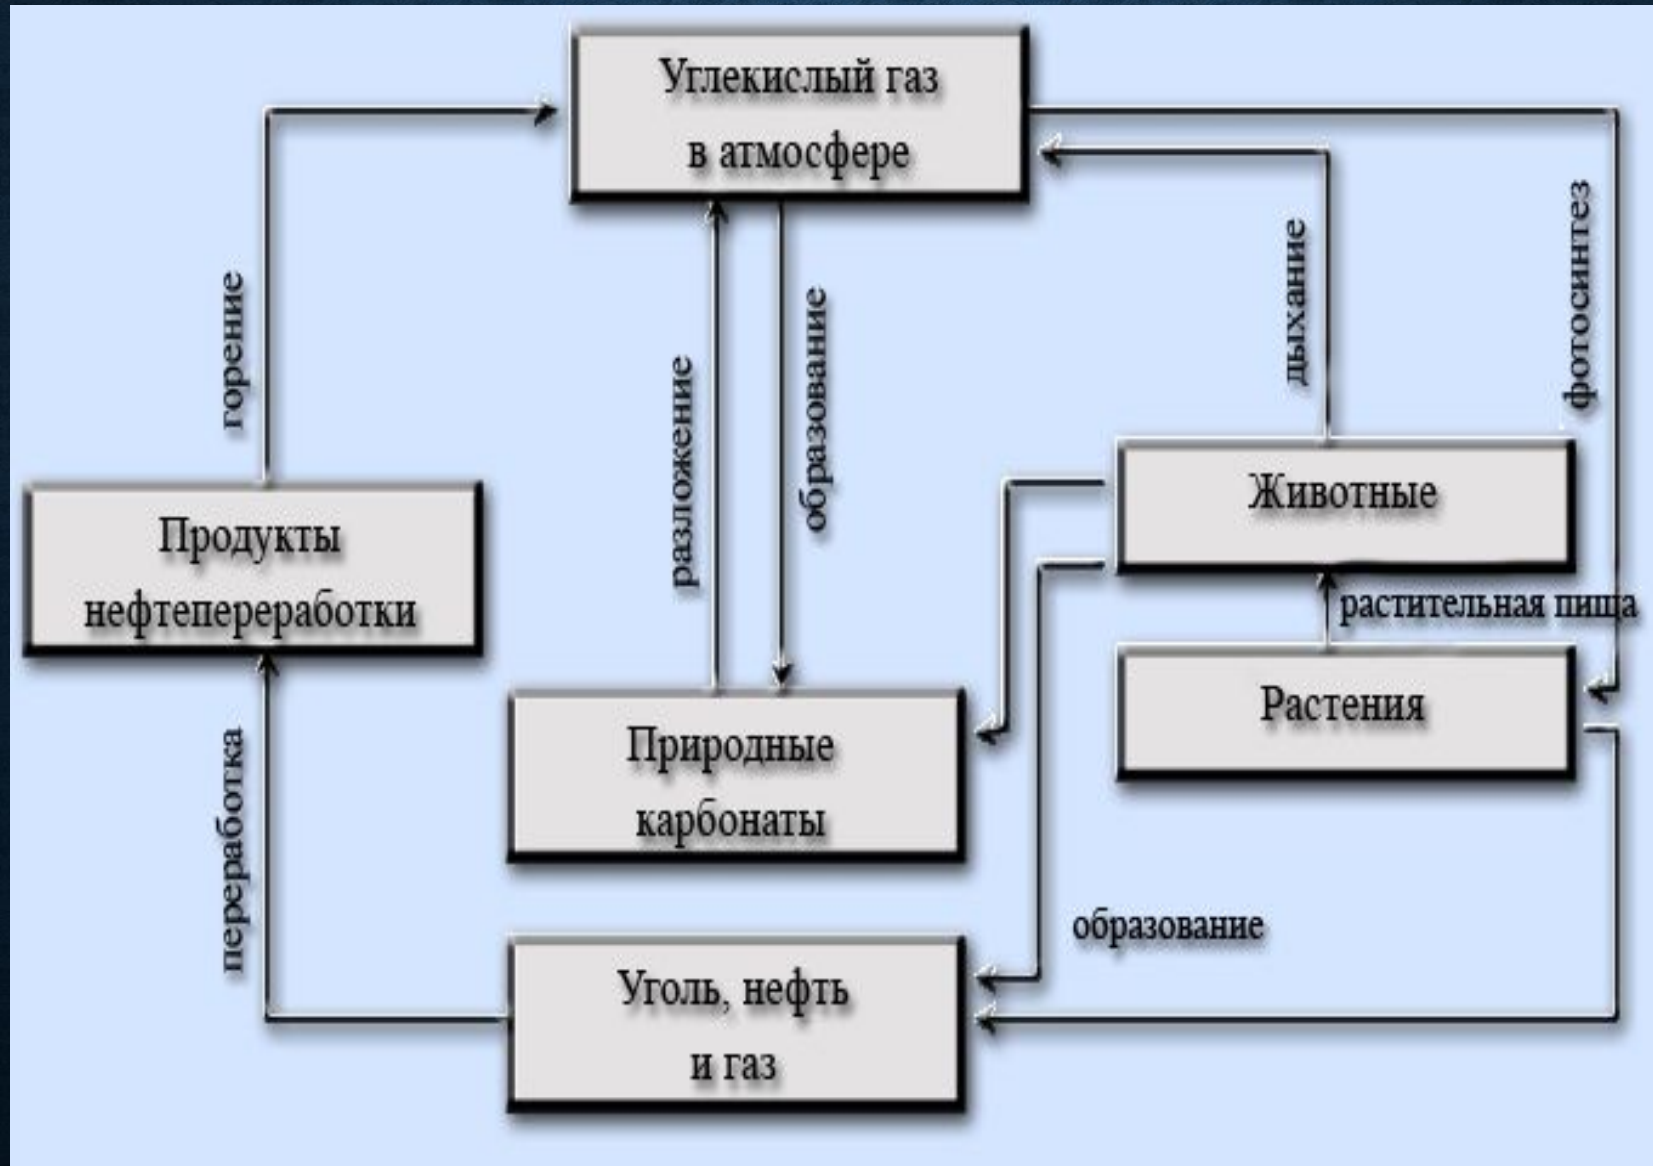 Углекислый газ
в атмосфере
горение
разложение
образование
дыхание
фотосинтез
Продукты
нефтепереработки
Животные
растительная пища
Растения
Природные
карбонаты
переработка
образование
Уголь, нефть
и газ